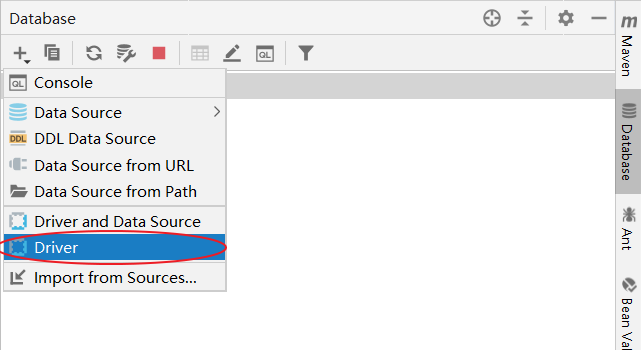 Database
QL Console
Data Source
DDL DDL Data Source
Data Source from URL
Data Source from Path
Driver and Data Source
Driver
Import from Sources...
QL
m
Maven
Database
Ant
Bean Val